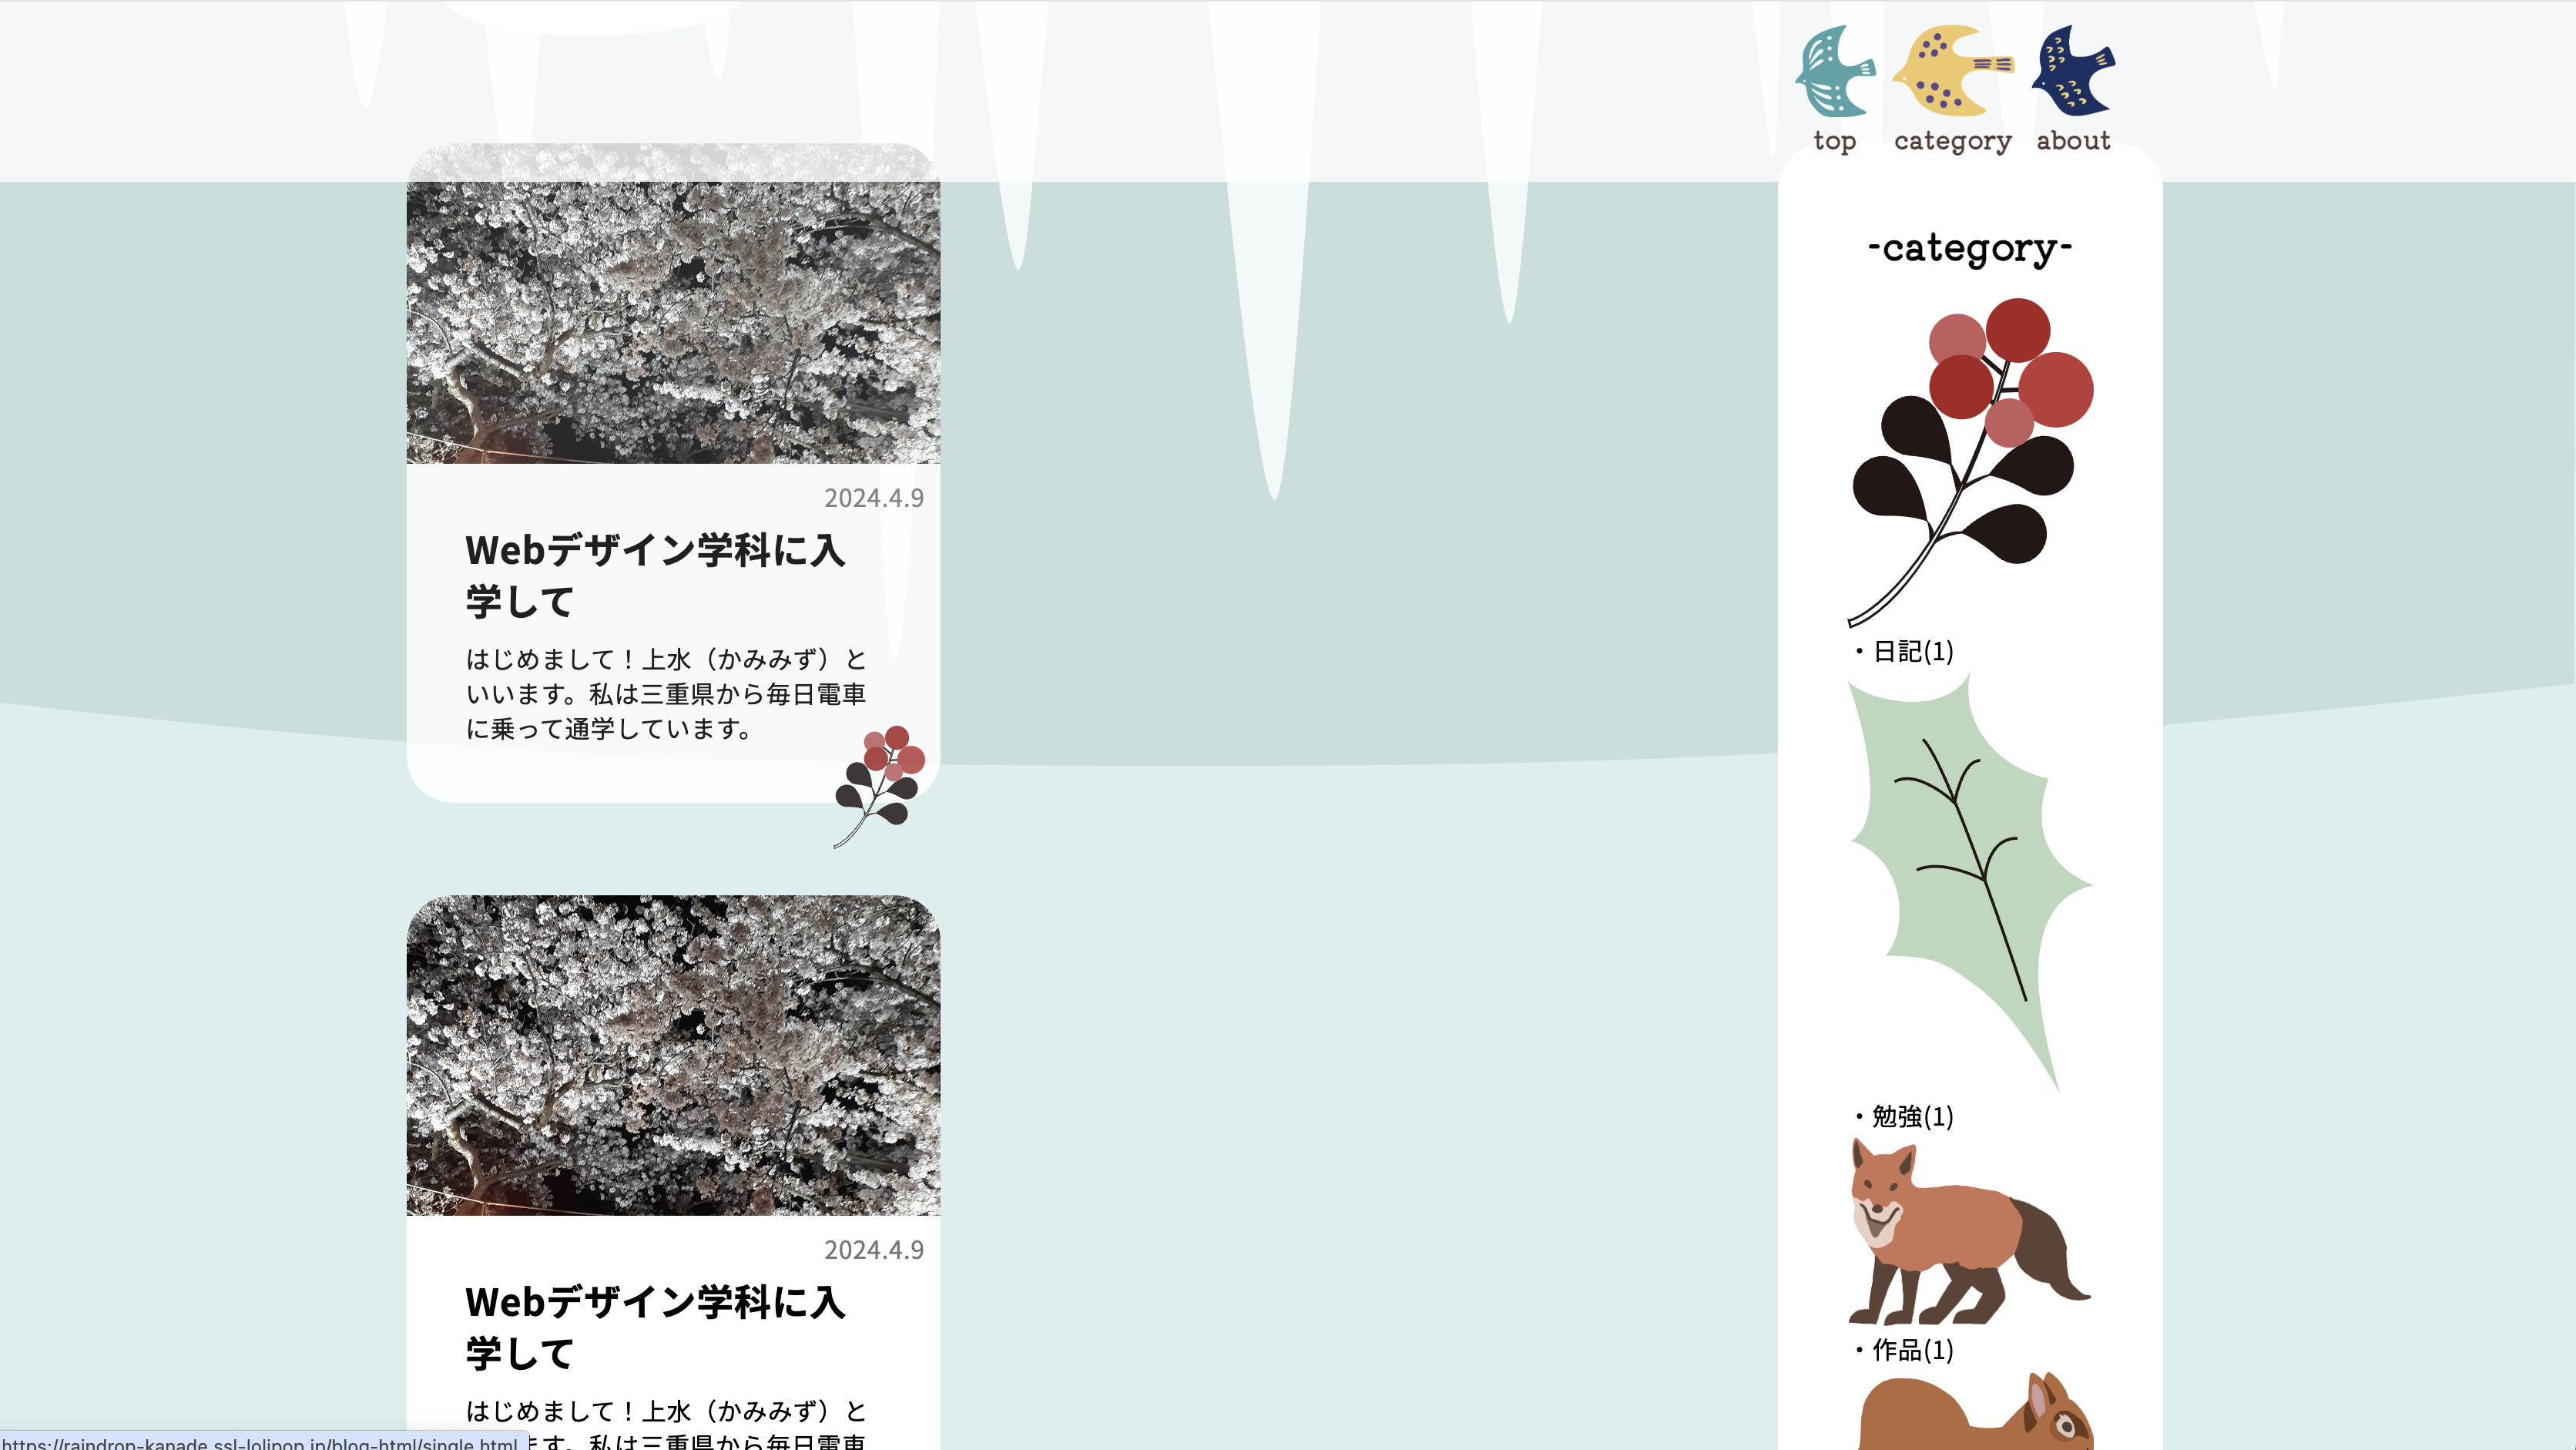 top
category
about
-category-
2024.4.9
Webデザイン学科に入
学して
はじめまして！上水（かみみず）と
いいます。私は三重県から毎日電車
に乗って通学しています。
・日記(1)
・勉強(1)
・作品(1)
2024.4.9
Webデザイン学科に入
学して
はじめまして！上水（かみみず）と
ます。私は三重県から毎日電車
https://raindrop-kanade.ssl-lolipop.jp/blog-html/single.html